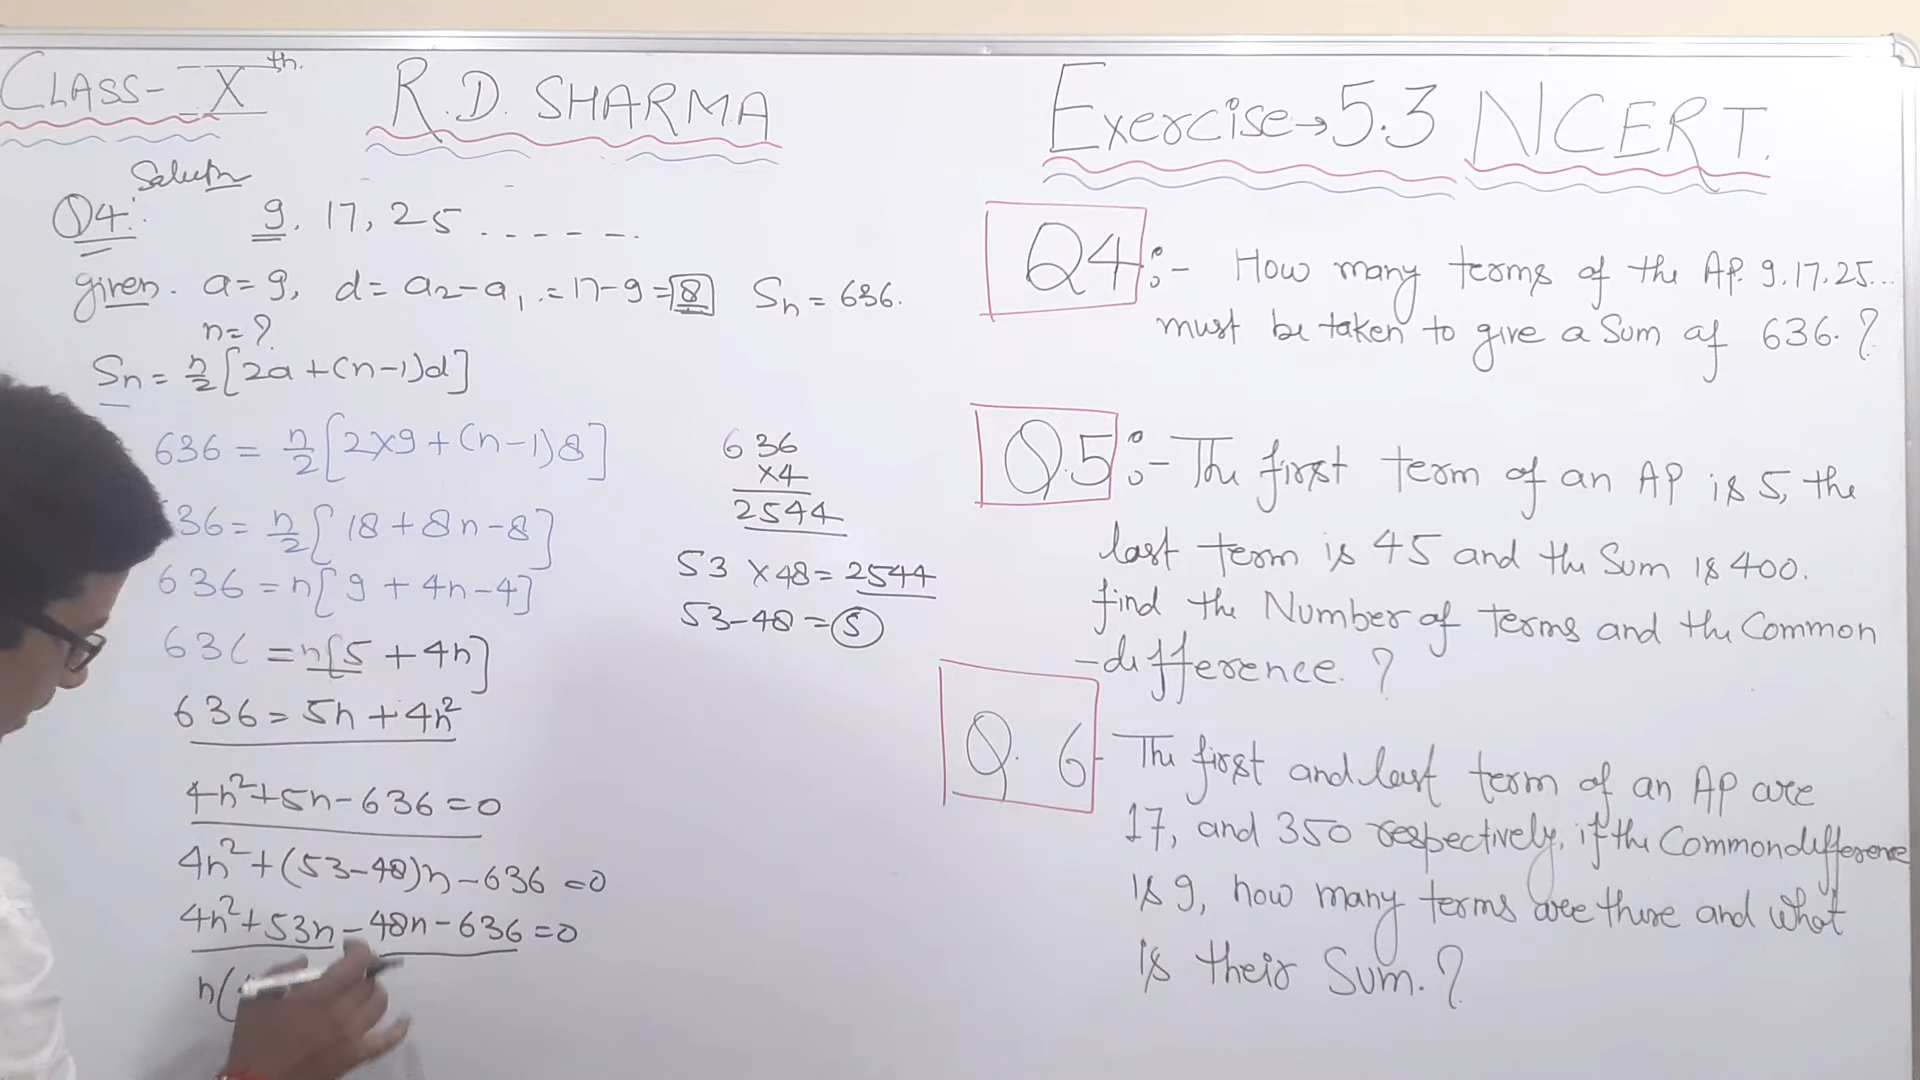 CLASS- Xth.
R.D. SHARMA
Exercise→5.3 NCERT.
Q4:
9, 17, 25 . . . . . .
given. a=9, d= a2-a1, = 17-9=8 Sn = 636.
n=?
Sn = n/2 [2a+(n-1)d]
636 = n/2 [2×9+(n-1)8]
36= n/2 [18+8n-8]
636=n[9+4n-4]
636 =n[5+4n]
636=5n+4n²
4n²+5n-636=0
4n²+(53-48)n-636=0
4n²+53n-48n-636=0
n(
636
×4
2544
53 ×48=2544
53-48=5
Q4:- How many terms of the AP. 9.17.25...
must be taken to give a Sum of 636.?
Q.5:- The first term of an AP is 5, the
last term is 45 and the Sum is 400.
find the Number of terms and the Common
-difference.?
Q. 6- The first and last term of an AP are
17, and 350 respectively, if the Common difference
is 9, how many terms are there and what
is their Sum.?